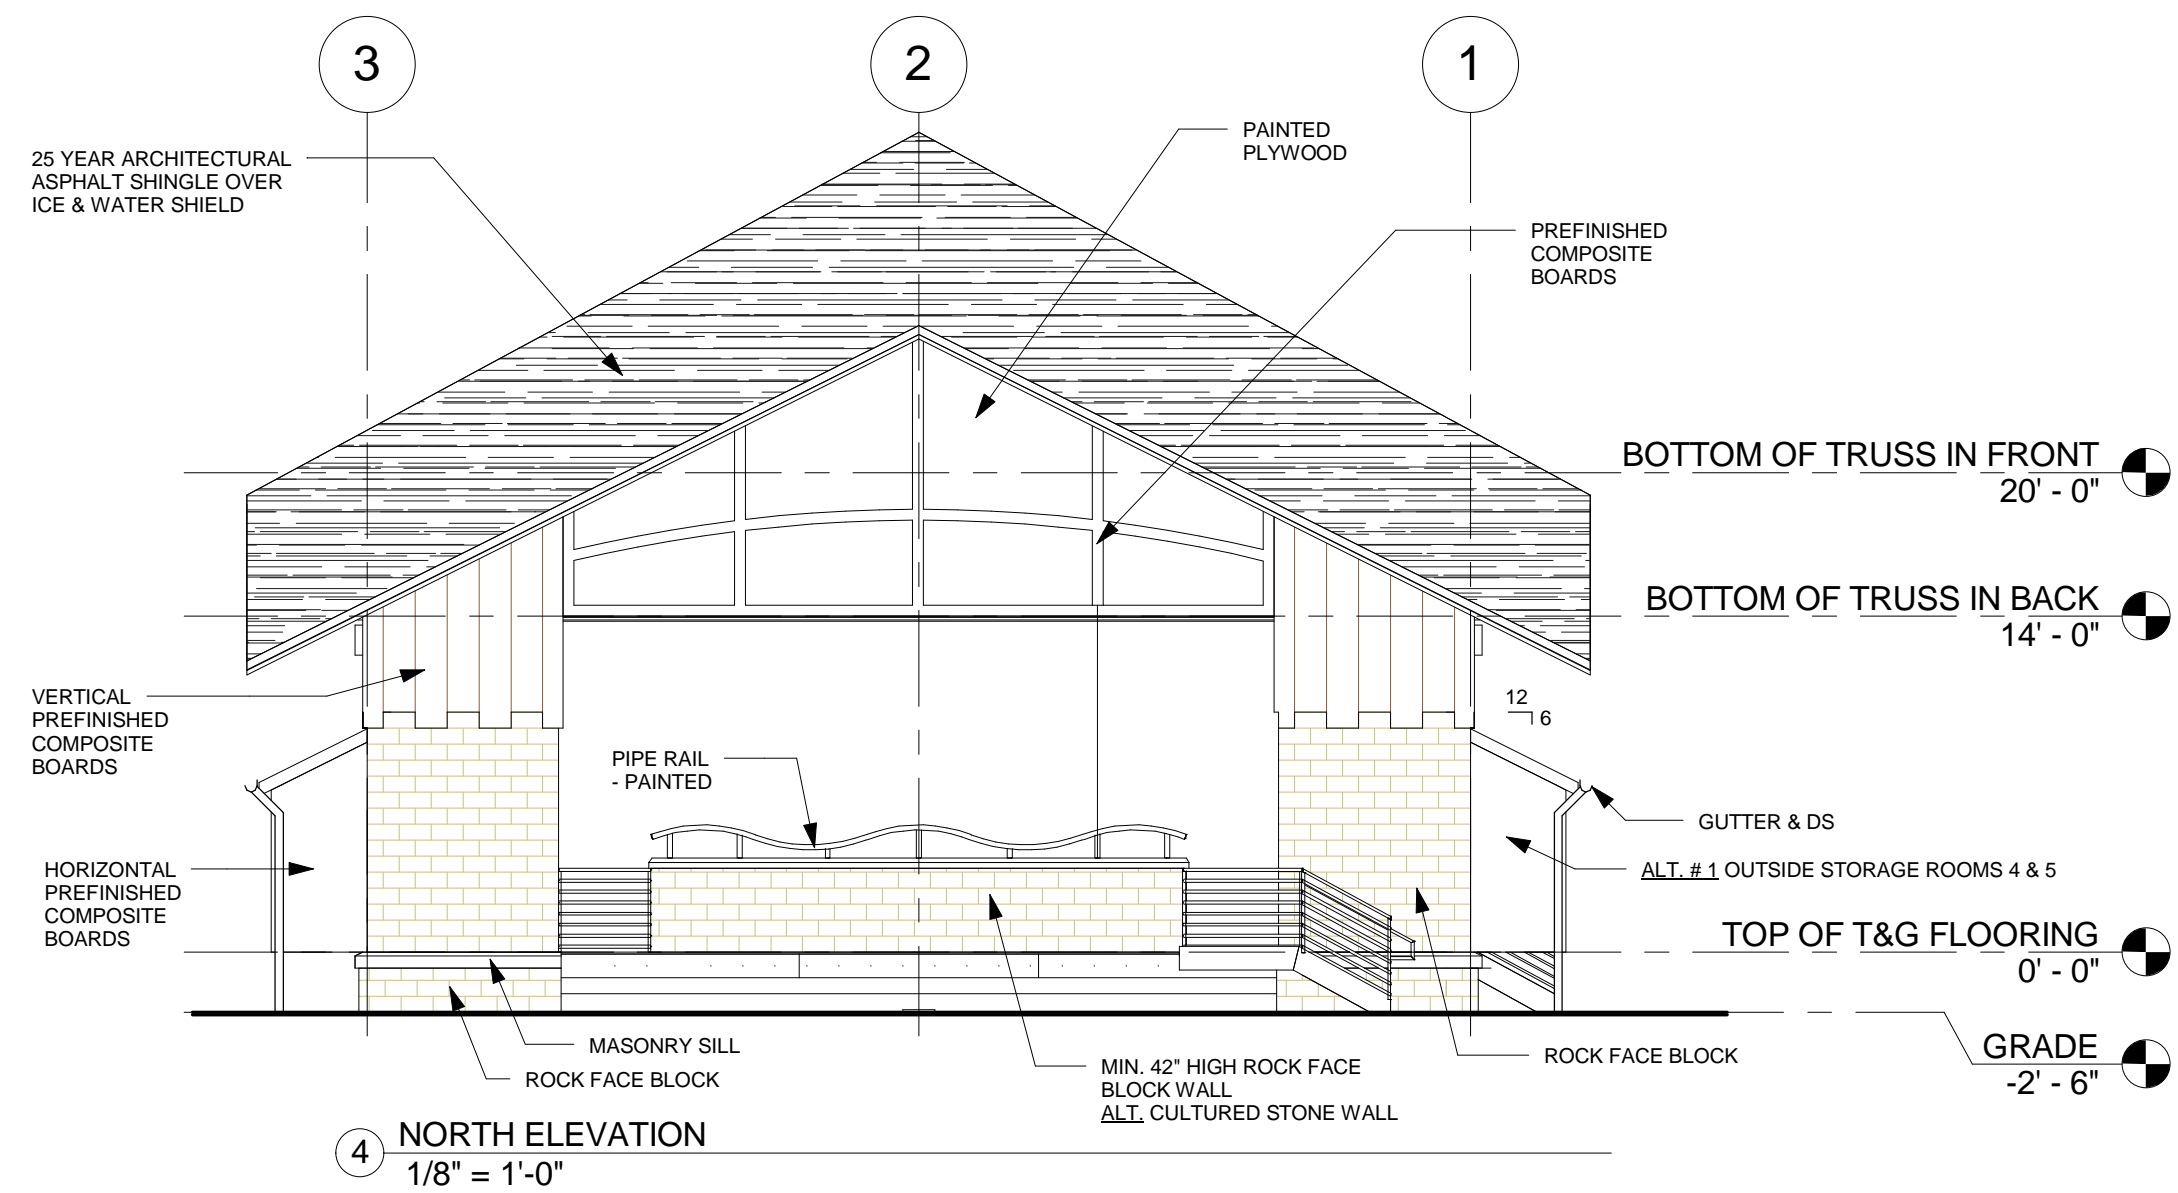 3
2
1
25 YEAR ARCHITECTURAL
ASPHALT SHINGLE OVER
ICE & WATER SHIELD
PAINTED
PLYWOOD
PREFINISHED
COMPOSITE
BOARDS
BOTTOM OF TRUSS IN FRONT
20' - 0"
BOTTOM OF TRUSS IN BACK
14' - 0"
VERTICAL
PREFINISHED
COMPOSITE
BOARDS
12
6
PIPE RAIL
- PAINTED
GUTTER & DS
HORIZONTAL
PREFINISHED
COMPOSITE
BOARDS
ALT. # 1 OUTSIDE STORAGE ROOMS 4 & 5
TOP OF T&G FLOORING
0' - 0"
MASONRY SILL
ROCK FACE BLOCK
MIN. 42" HIGH ROCK FACE
BLOCK WALL
ALT. CULTURED STONE WALL
ROCK FACE BLOCK
GRADE
-2' - 6"
4
NORTH ELEVATION
1/8" = 1'-0"